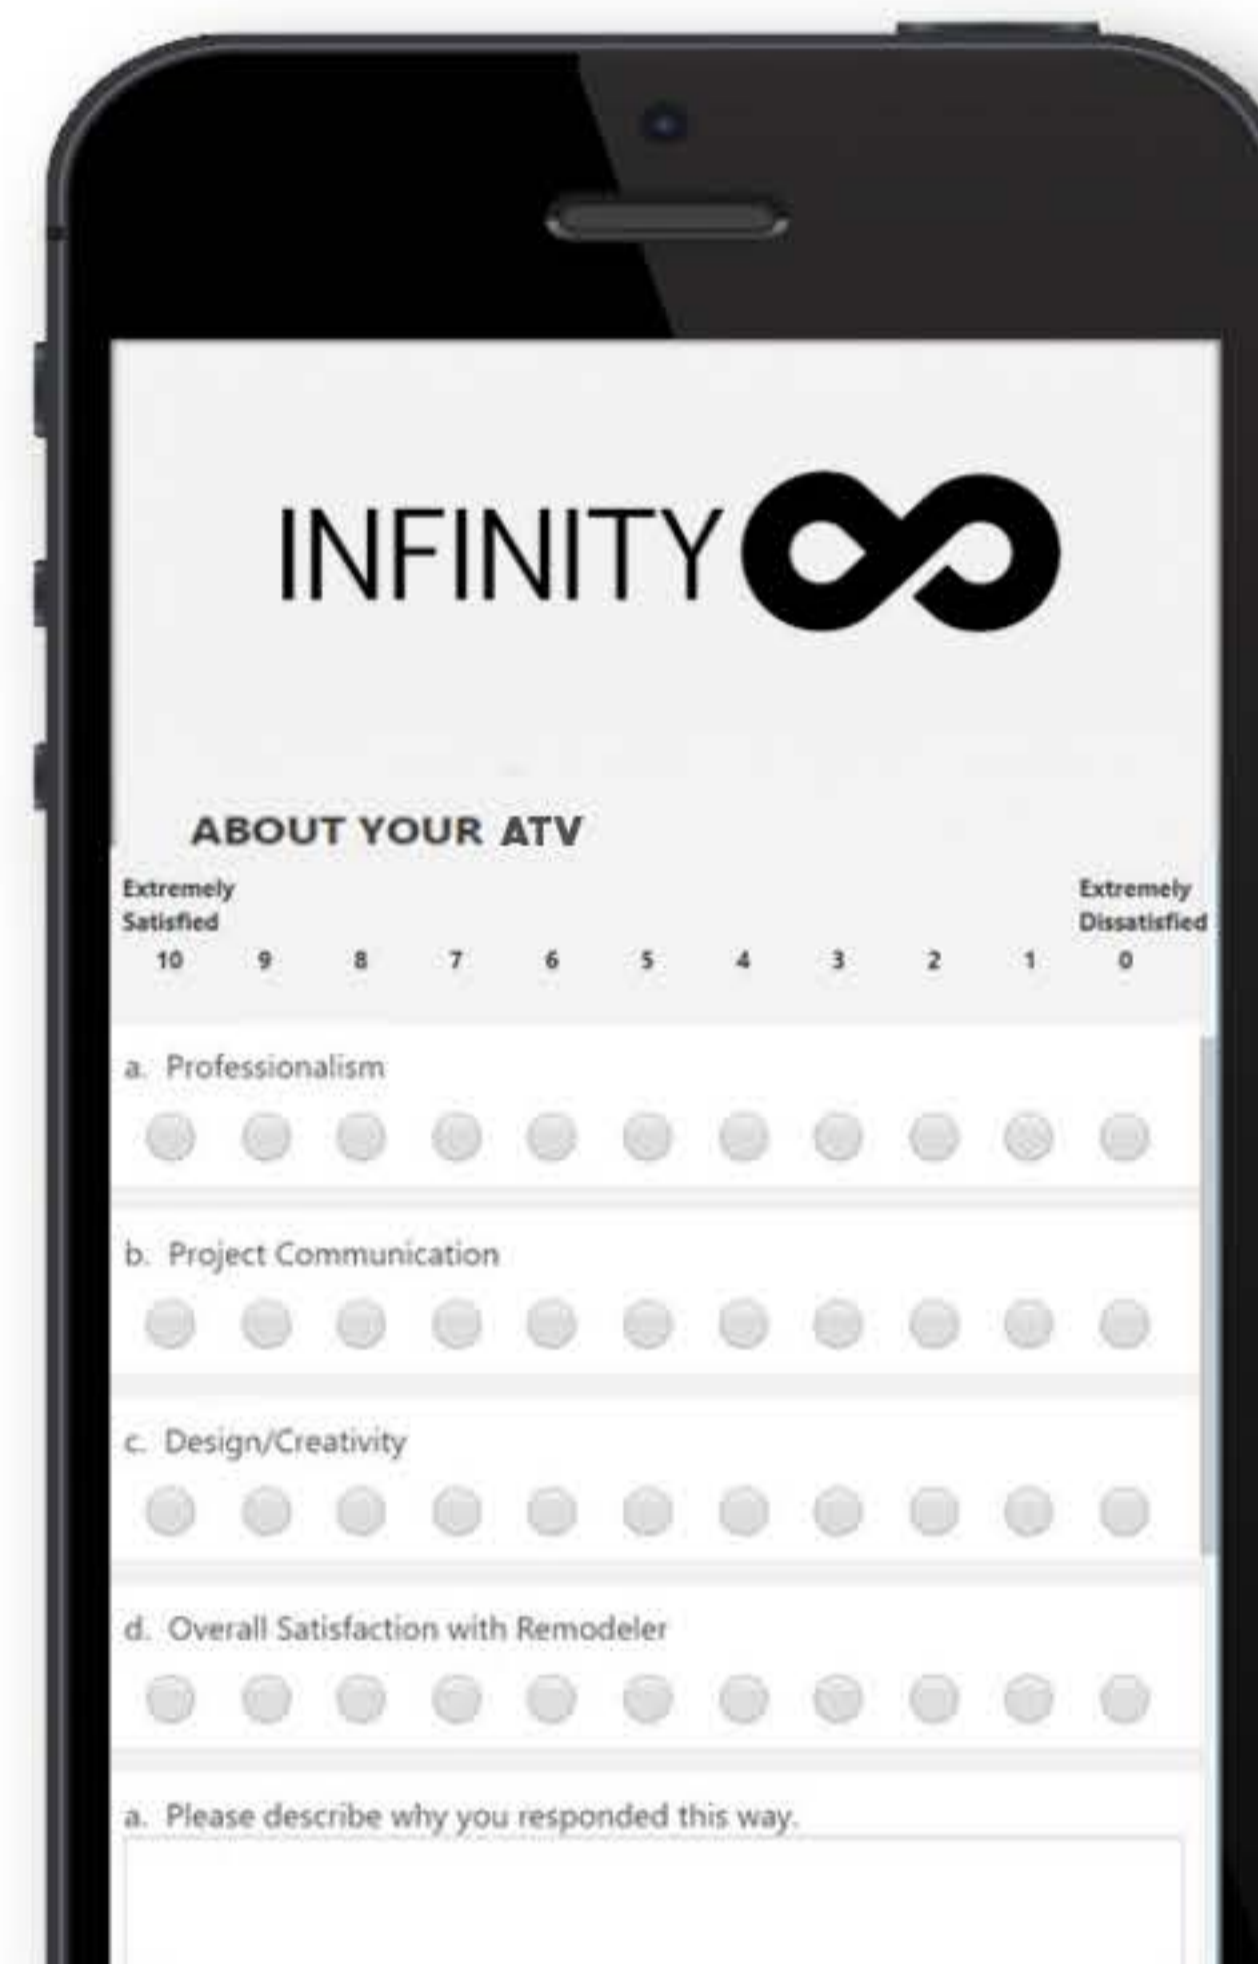 INFINITY
ABOUT YOUR ATV
Extremely Satisfied
Extremely Dissatisfied
10 9 8 7 6 5 4 3 2 1 0
a. Professionalism
b. Project Communication
c. Design/Creativity
d. Overall Satisfaction with Remodeler
a. Please describe why you responded this way.